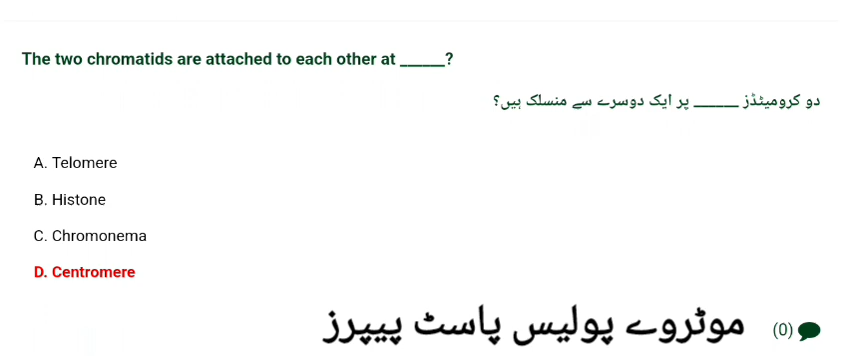 The two chromatids are attached to each other at ______?
دو کرومیٹڈز ______ پر ایک دوسرے سے منسلک ہیں؟
A. Telomere
B. Histone
C. Chromonema
D. Centromere
موٹروے پولیس پاسٹ پیپرز
(0)